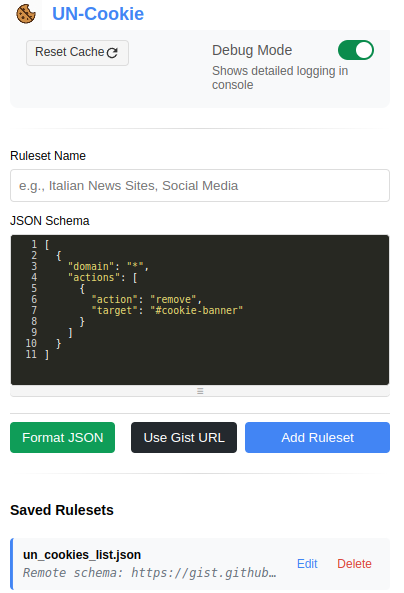 UN-Cookie
Reset Cache
Debug Mode
Shows detailed logging in
console
Ruleset Name
e.g., Italian News Sites, Social Media
JSON Schema
1 [
2   {
3     "domain": "*",
4     "actions": [
5       {
6         "action": "remove",
7         "target": "#cookie-banner"
8       }
9     ]
10   }
11 ]
Format JSON
Use Gist URL
Add Ruleset
Saved Rulesets
un_cookies_list.json
Remote schema: https://gist.github…
Edit
Delete